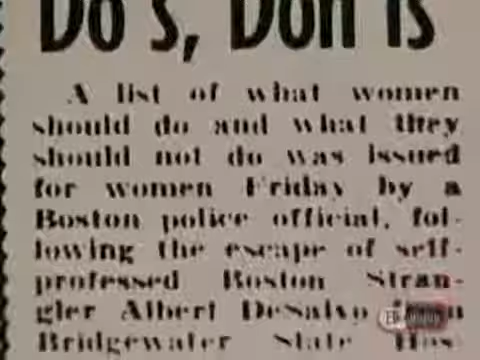 Do's, Don'ts
A list of what women
should do and what they
should not do was issued
for women Friday by a
Boston police official, fol-
lowing the escape of self-
professed Boston Stran-
gler Albert DeSalvo
Bridgewater State Hos-